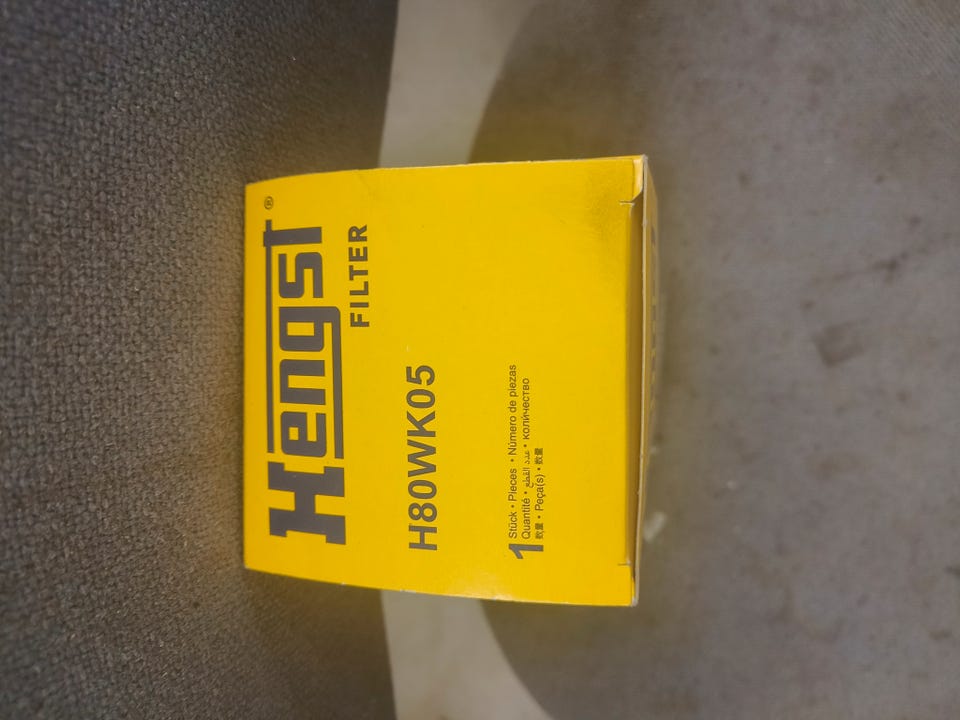 Hengst®
FILTER
H80WK05
1 Stück • Pieces • Número de piezas
Quantité • عدد القطع • количество
数量 • Peça(s) • 数量